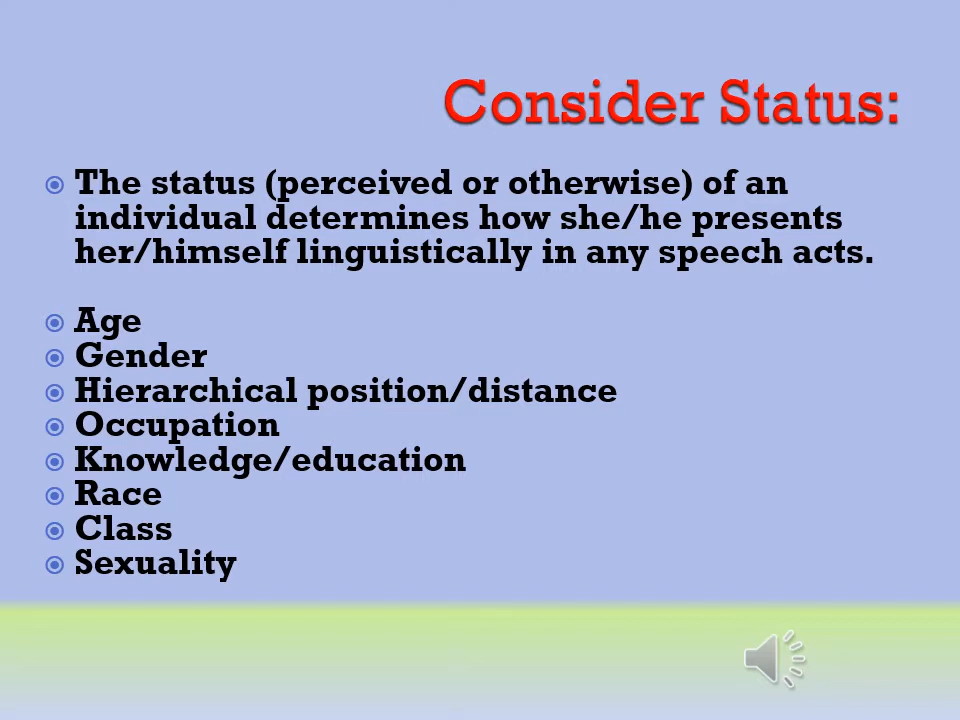 Consider Status:
The status (perceived or otherwise) of an
individual determines how she/he presents
her/himself linguistically in any speech acts.
Age
Gender
Hierarchical position/distance
Occupation
Knowledge/education
Race
Class
Sexuality